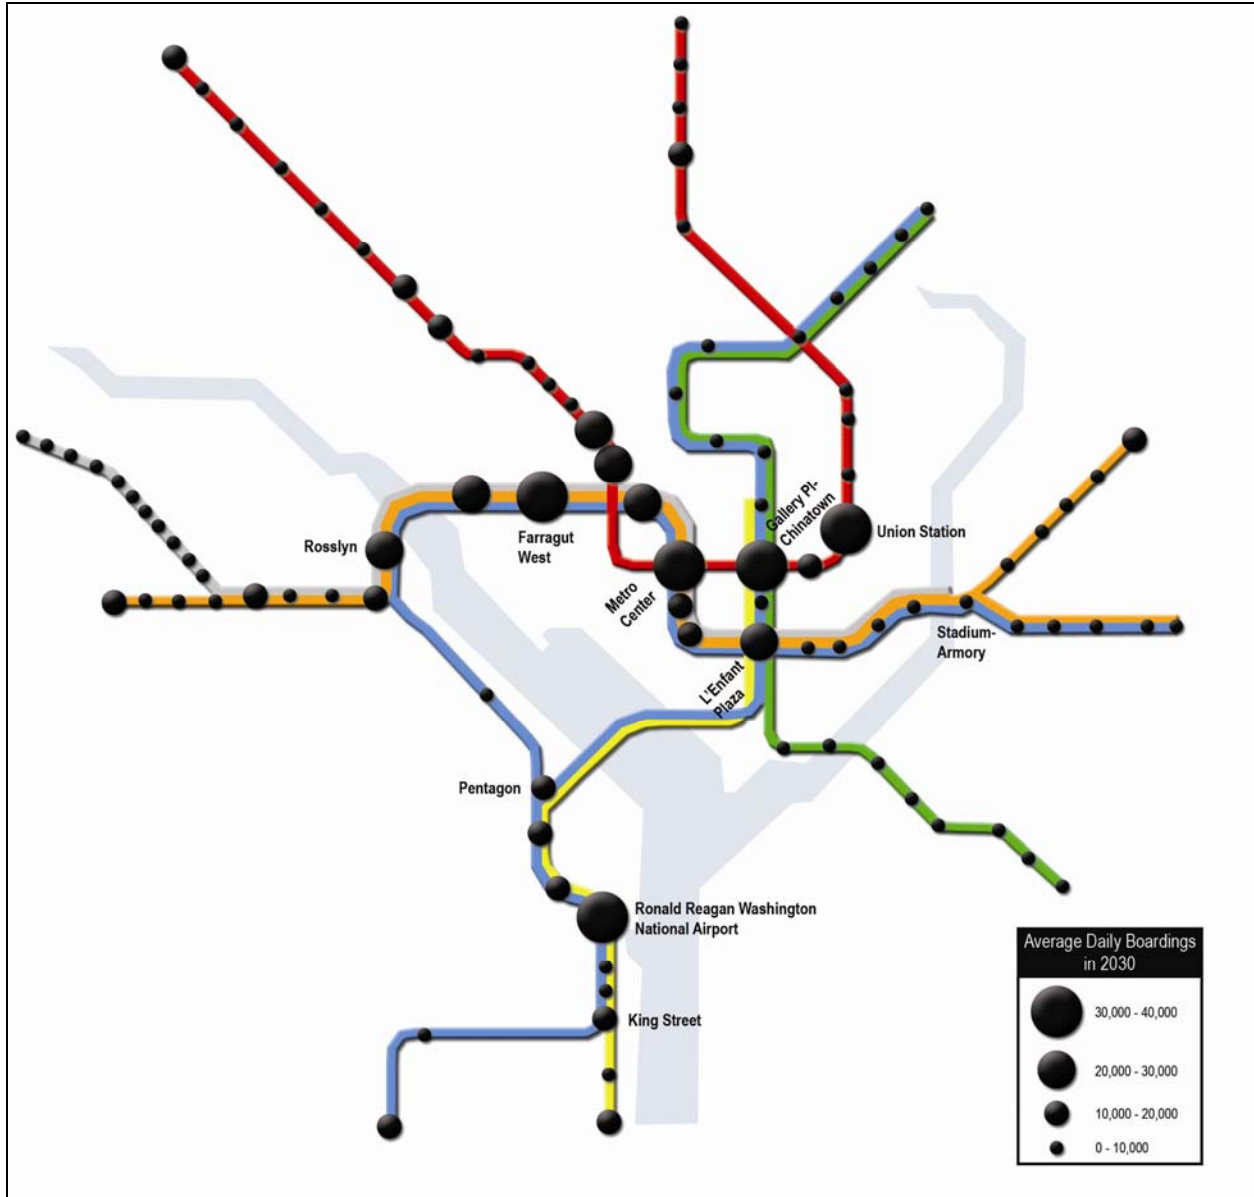 Gallery Pl-
Chinatown
Union Station
Farragut
West
Rosslyn
Metro
Center
Stadium-
Armory
L'Enfant
Plaza
Pentagon
Ronald Reagan Washington
National Airport
King Street
Average Daily Boardings
in 2030
30,000 - 40,000
20,000 - 30,000
10,000 - 20,000
0 - 10,000